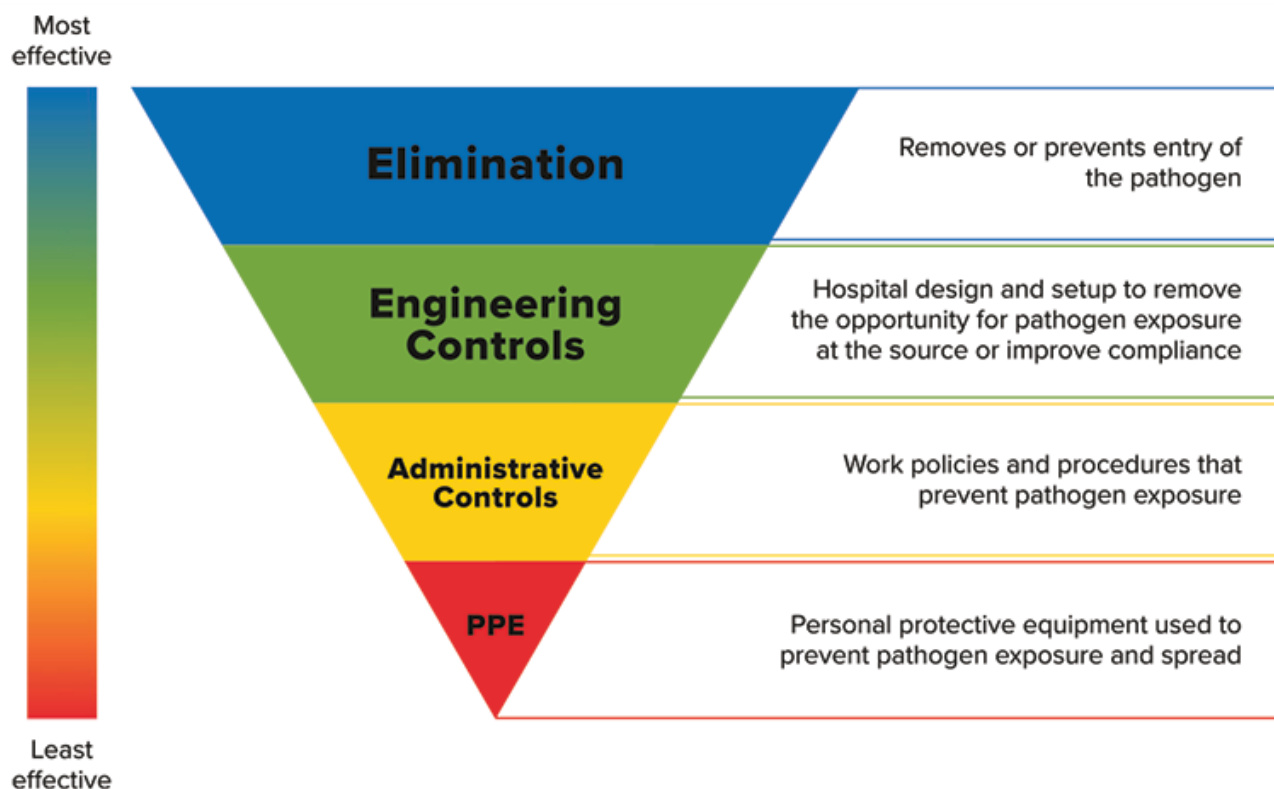 Most
effective
Elimination
Removes or prevents entry of
the pathogen
Engineering
Controls
Hospital design and setup to remove
the opportunity for pathogen exposure
at the source or improve compliance
Administrative
Controls
Work policies and procedures that
prevent pathogen exposure
PPE
Personal protective equipment used to
prevent pathogen exposure and spread
Least
effective